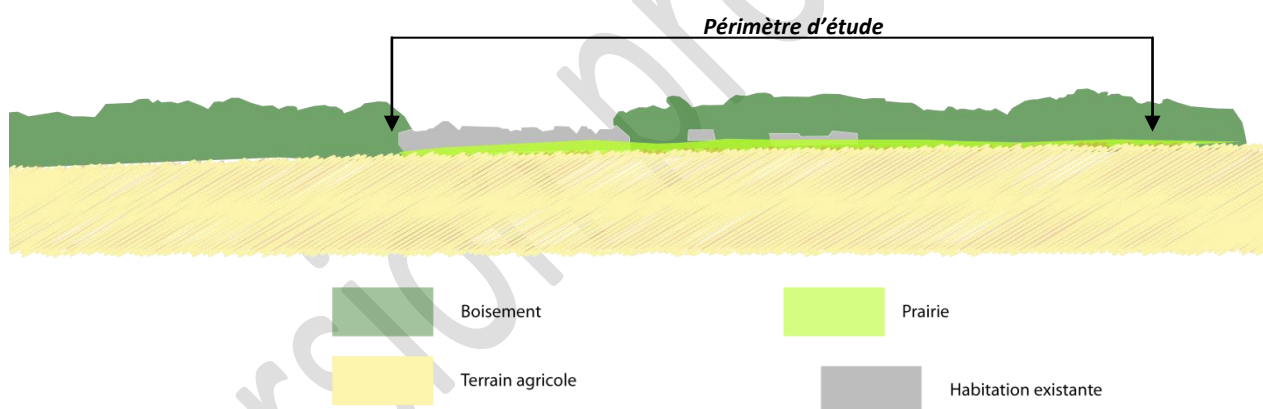 Périmètre d'étude
Boisement
Prairie
Terrain agricole
Habitation existante